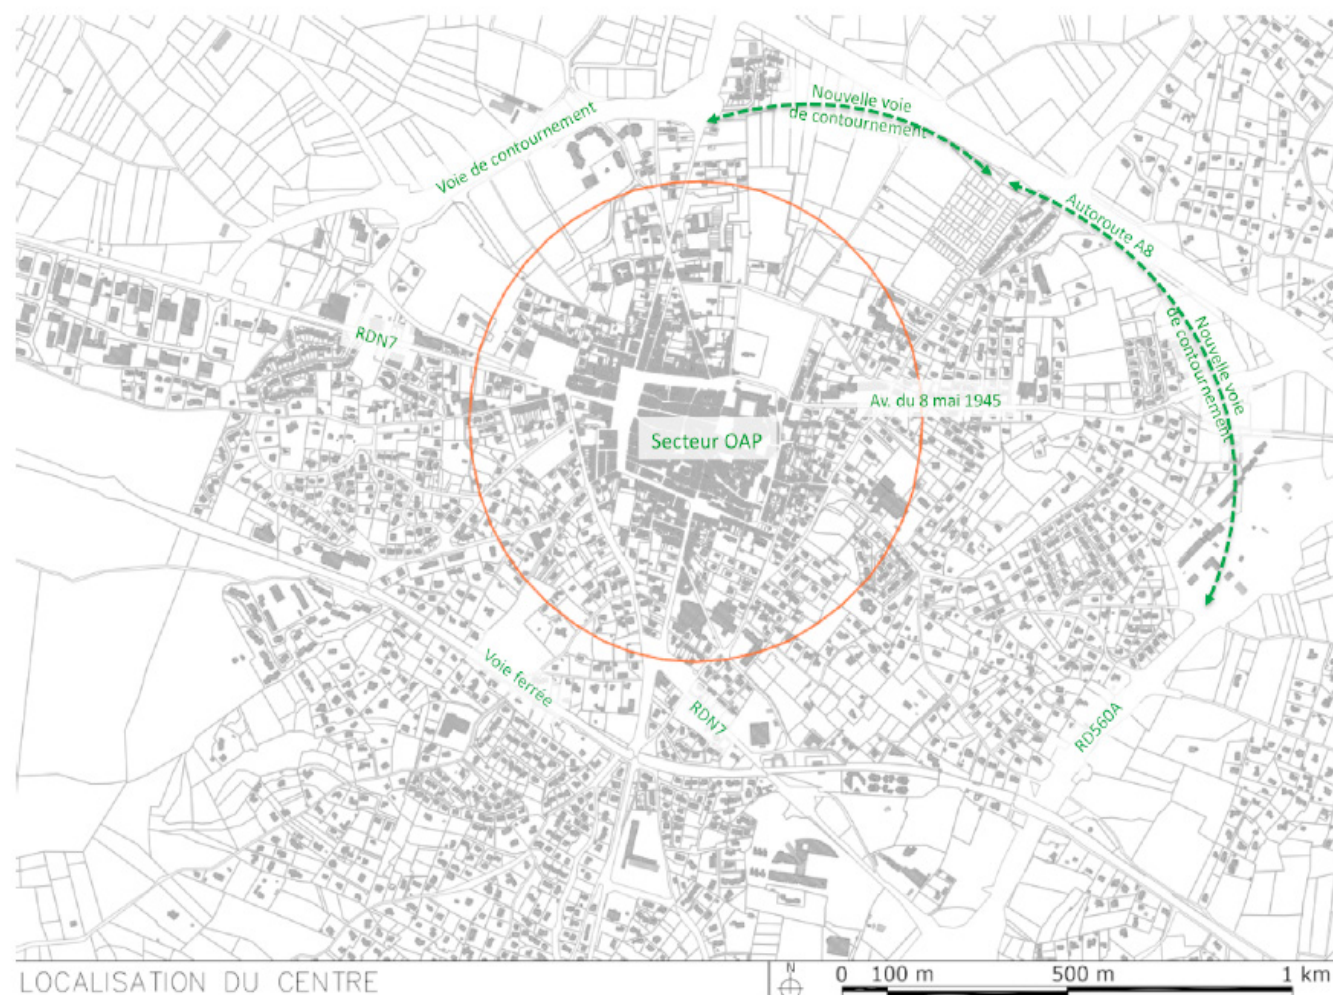 Nouvelle voie
de contournement
Voie de contournement
Autoroute A8
Nouvelle voie
de contournement
RDN7
Av. du 8 mai 1945
Secteur OAP
Voie ferrée
RDN7
RD560A
LOCALISATION DU CENTRE
N
0 100 m 500 m 1 km